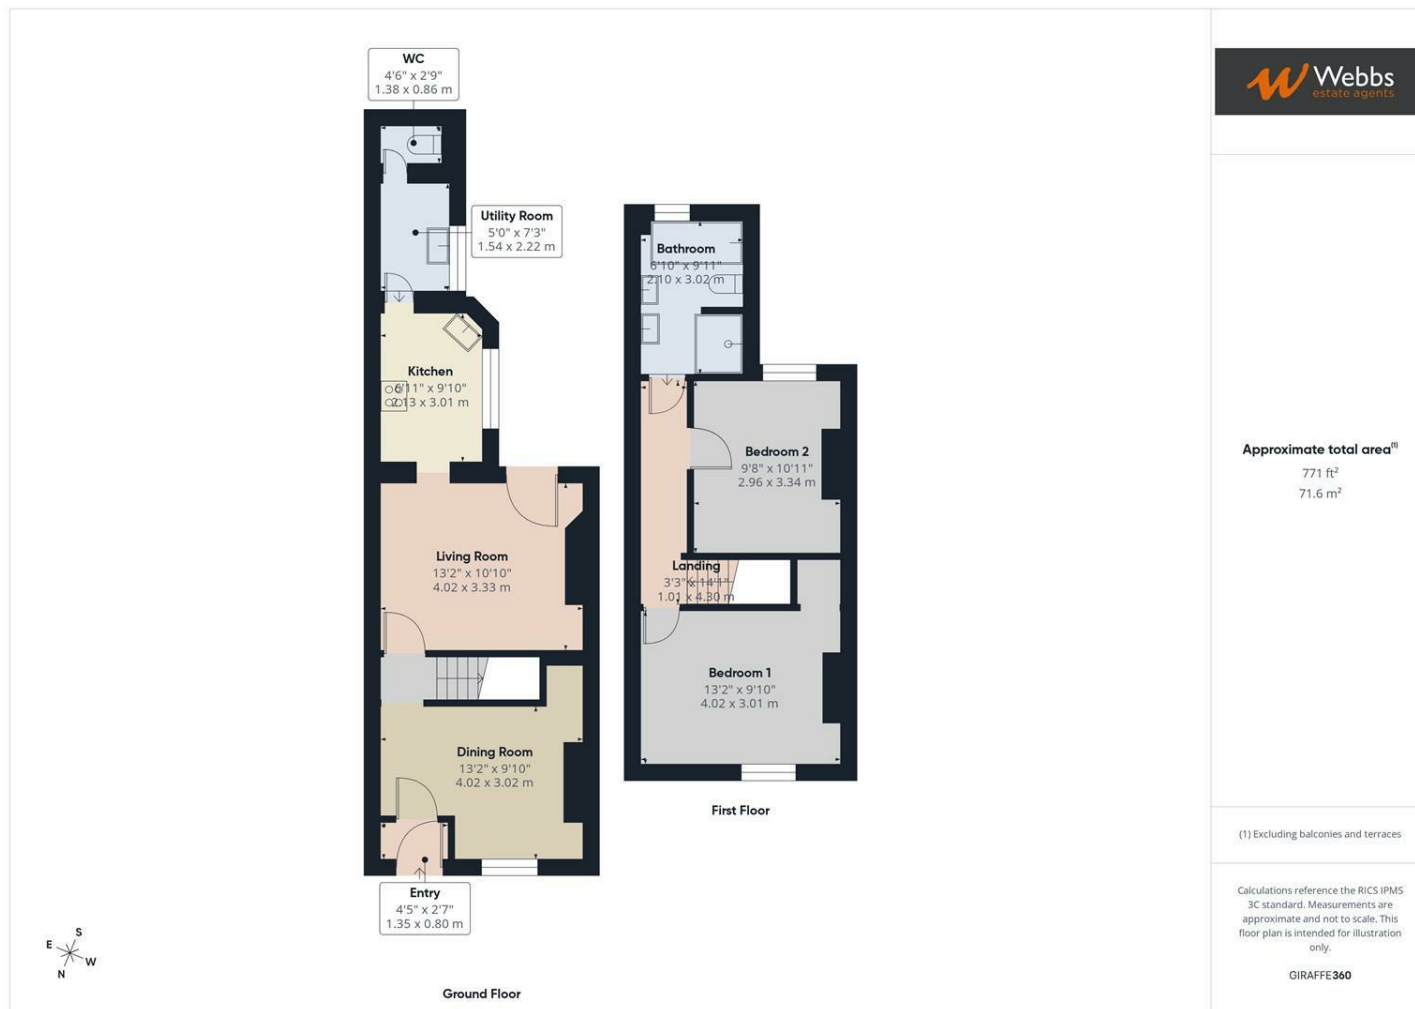 WC
4'6" x 2'9"
1.38 x 0.86 m
Utility Room
5'0" x 7'3"
1.54 x 2.22 m
Kitchen
6'11" x 9'10"
2.13 x 3.01 m
Living Room
13'2" x 10'10"
4.02 x 3.33 m
Dining Room
13'2" x 9'10"
4.02 x 3.02 m
Entry
4'5" x 2'7"
1.35 x 0.80 m
Ground Floor
Bathroom
6'10" x 9'11"
2.10 x 3.02 m
Bedroom 2
9'8" x 10'11"
2.96 x 3.34 m
Landing
3'3" x 14'1"
1.01 x 4.30 m
Bedroom 1
13'2" x 9'10"
4.02 x 3.01 m
First Floor
S
E
W
N
Webbs
estate agents
Approximate total area(1)
771 ft²
71.6 m²
(1) Excluding balconies and terraces
Calculations reference the RICS IPMS
3C standard. Measurements are
approximate and not to scale. This
floor plan is intended for illustration
only.
GIRAFFE360